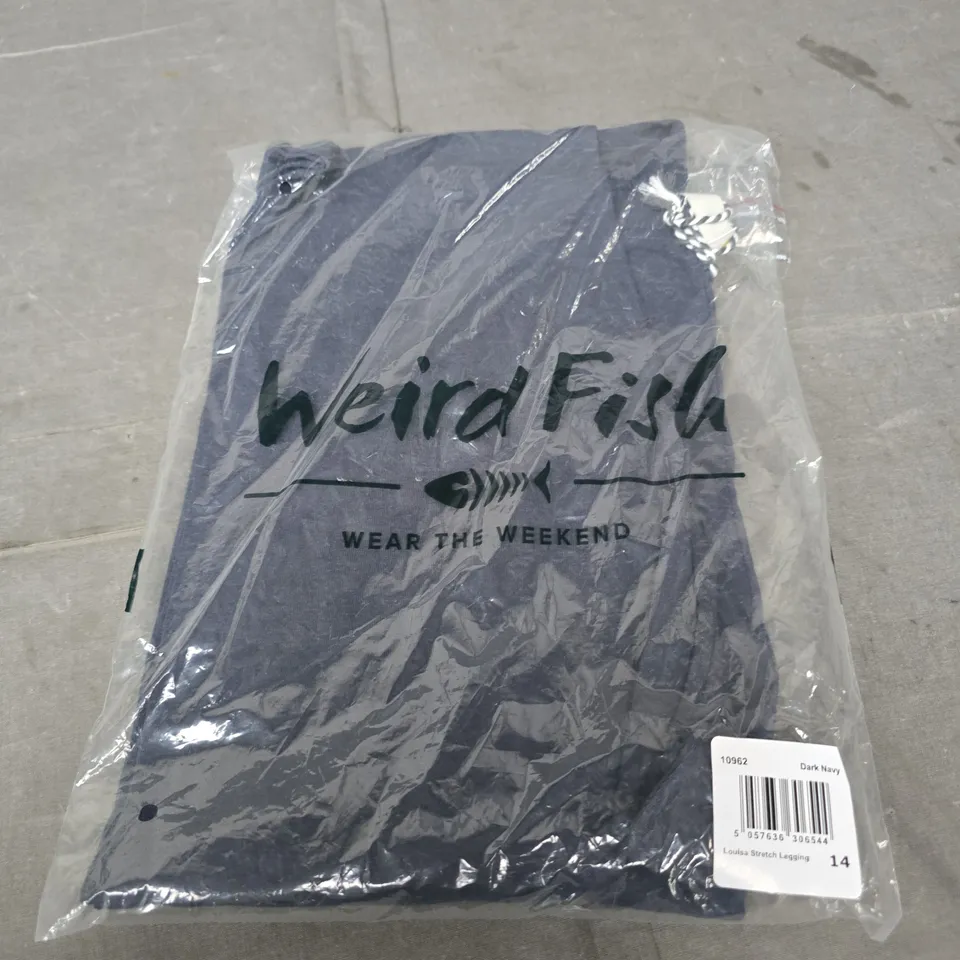 Weird Fish
WEAR THE WEEKEND
10962 Dark Navy
5 057636 306544
Louisa Stretch Legging 14